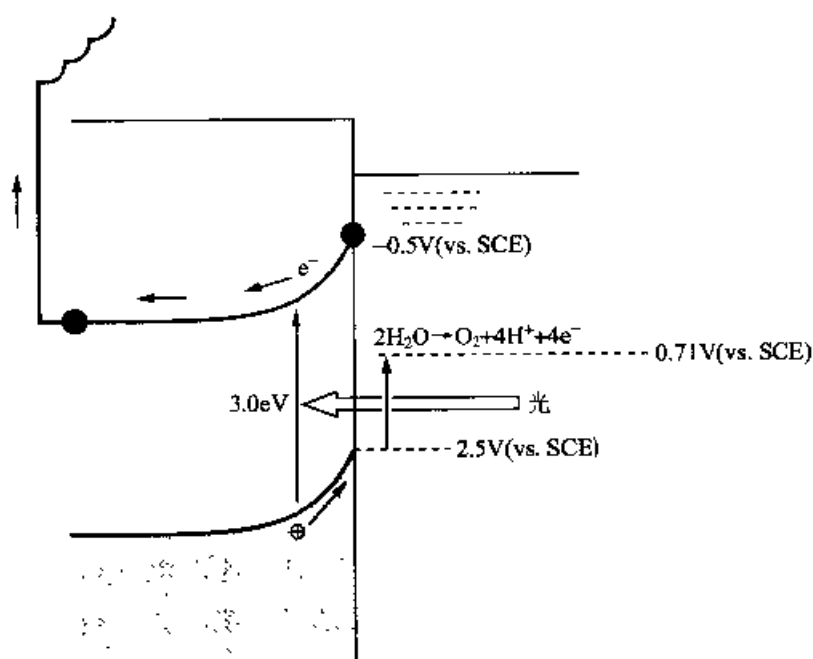 −0.5V(vs. SCE)
e⁻
2H₂O→O₂+4H⁺+4e⁻
0.71V(vs. SCE)
3.0eV
光
2.5V(vs. SCE)
⊕